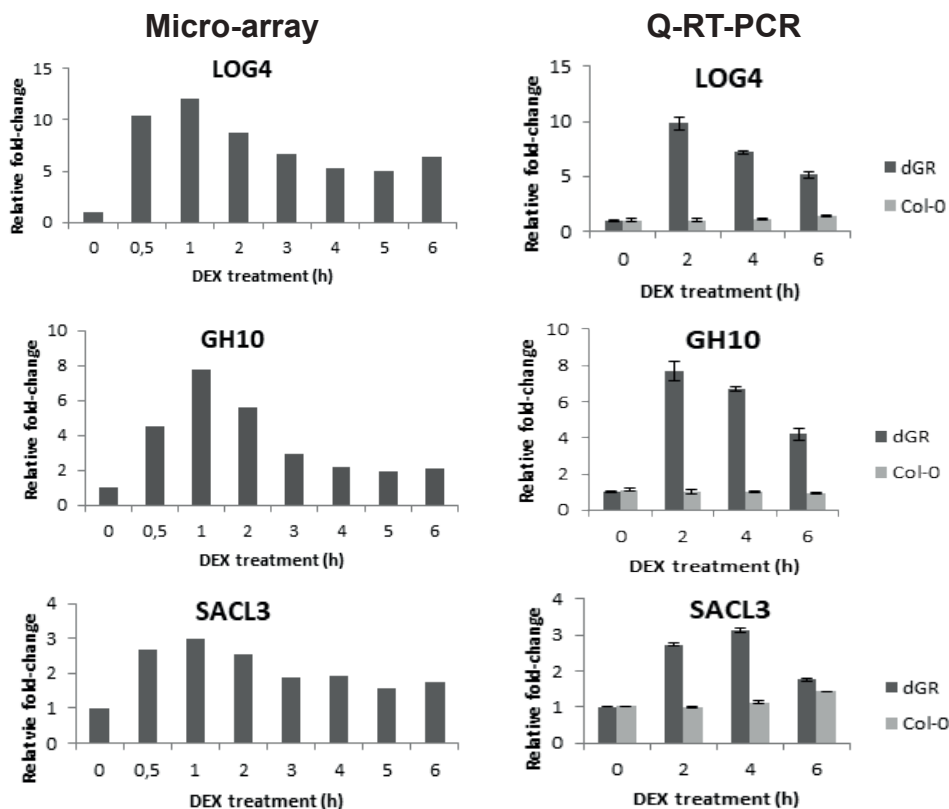 Micro-array
Q-RT-PCR
LOG4
Relative fold-change
15
10
5
0
0 0,5 1 2 3 4 5 6
DEX treatment (h)
LOG4
Relative fold-change
15
10
5
0
0 2 4 6
DEX treatment (h)
dGR
Col-0
GH10
Relative fold-change
10
8
6
4
2
0
0 0,5 1 2 3 4 5 6
DEX treatment (h)
GH10
Relative fold-change
10
8
6
4
2
0
0 2 4 6
DEX treatment (h)
dGR
Col-0
SACL3
Relatvie fold-change
4
3
2
1
0
0 0,5 1 2 3 4 5 6
DEX treatment (h)
SACL3
Relative fold-change
4
3
2
1
0
0 2 4 6
DEX treatment (h)
dGR
Col-0